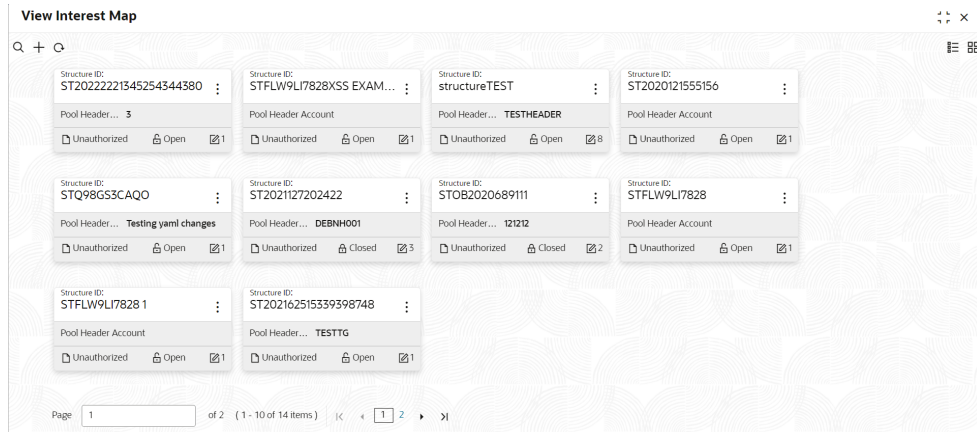 View Interest Map
Structure ID: Structure ID: Structure ID: Structure ID:
ST20222221345254344380 STFLW9LI7828XSS EXAM... structureTEST ST2020121555156
Pool Header... 3 Pool Header Account Pool Header... TESTHEADER Pool Header Account
Unauthorized Open 1 Unauthorized Open 1 Unauthorized Open 8 Unauthorized Open 1
Structure ID: Structure ID: Structure ID: Structure ID:
STQ98GS3CAQO ST2021127202422 STOB2020689111 STFLW9LI7828
Pool Header... Testing yaml changes Pool Header... DEBNH001 Pool Header... 121212 Pool Header Account
Unauthorized Open 1 Unauthorized Closed 3 Unauthorized Closed 2 Unauthorized Open 1
Structure ID: Structure ID:
STFLW9LI7828 1 ST202162515339398748
Pool Header Account Pool Header... TESTTG
Unauthorized Open 1 Unauthorized Open 1
Page 1 of 2 (1 - 10 of 14 items) 1 2